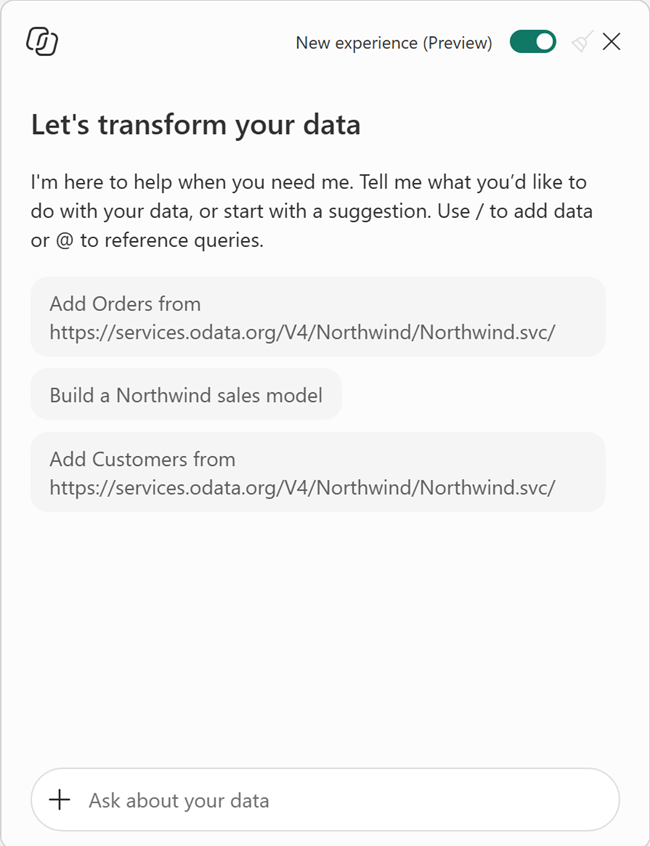 New experience (Preview)
Let's transform your data
I'm here to help when you need me. Tell me what you’d like to
do with your data, or start with a suggestion. Use / to add data
or @ to reference queries.
Add Orders from
https://services.odata.org/V4/Northwind/Northwind.svc/
Build a Northwind sales model
Add Customers from
https://services.odata.org/V4/Northwind/Northwind.svc/
Ask about your data